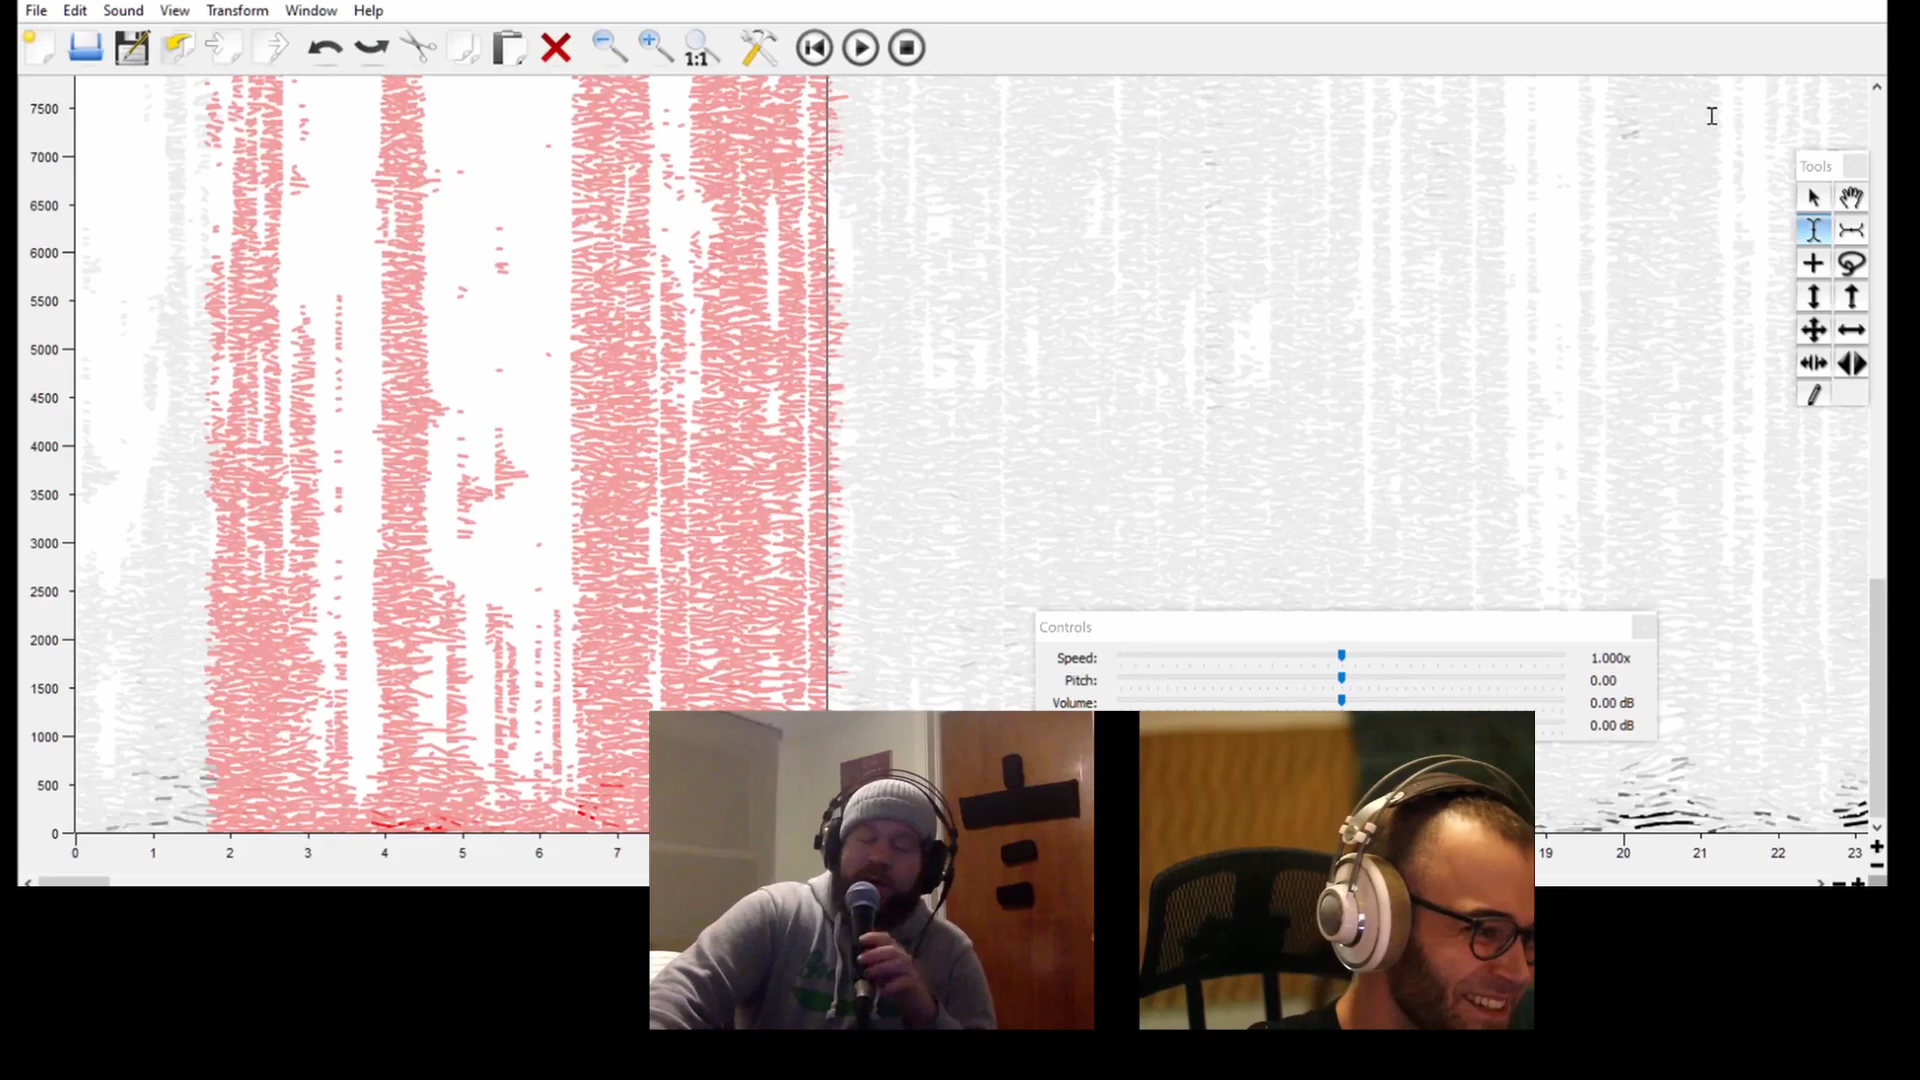 File Edit Sound View Transform Window Help
1:1
7500
7000
6500
6000
5500
5000
4500
4000
3500
3000
2500
2000
1500
1000
500
0
Tools
Controls
Speed: 1.000x
Pitch: 0.00
Volume: 0.00 dB
0.00 dB
0 1 2 3 4 5 6 7 19 20 21 22 23